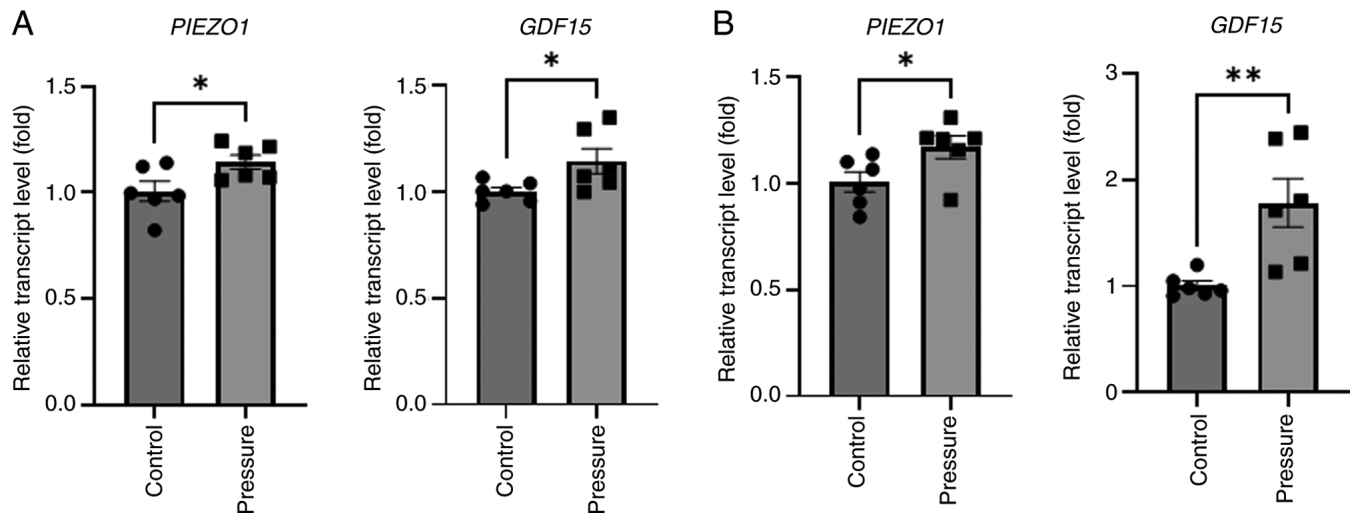 A
PIEZO1
*
Relative transcript level (fold)
1.5
1.0
0.5
0.0
Control
Pressure
GDF15
*
Relative transcript level (fold)
1.5
1.0
0.5
0.0
Control
Pressure
B
PIEZO1
*
Relative transcript level (fold)
1.5
1.0
0.5
0.0
Control
Pressure
GDF15
**
Relative transcript level (fold)
3
2
1
0
Control
Pressure